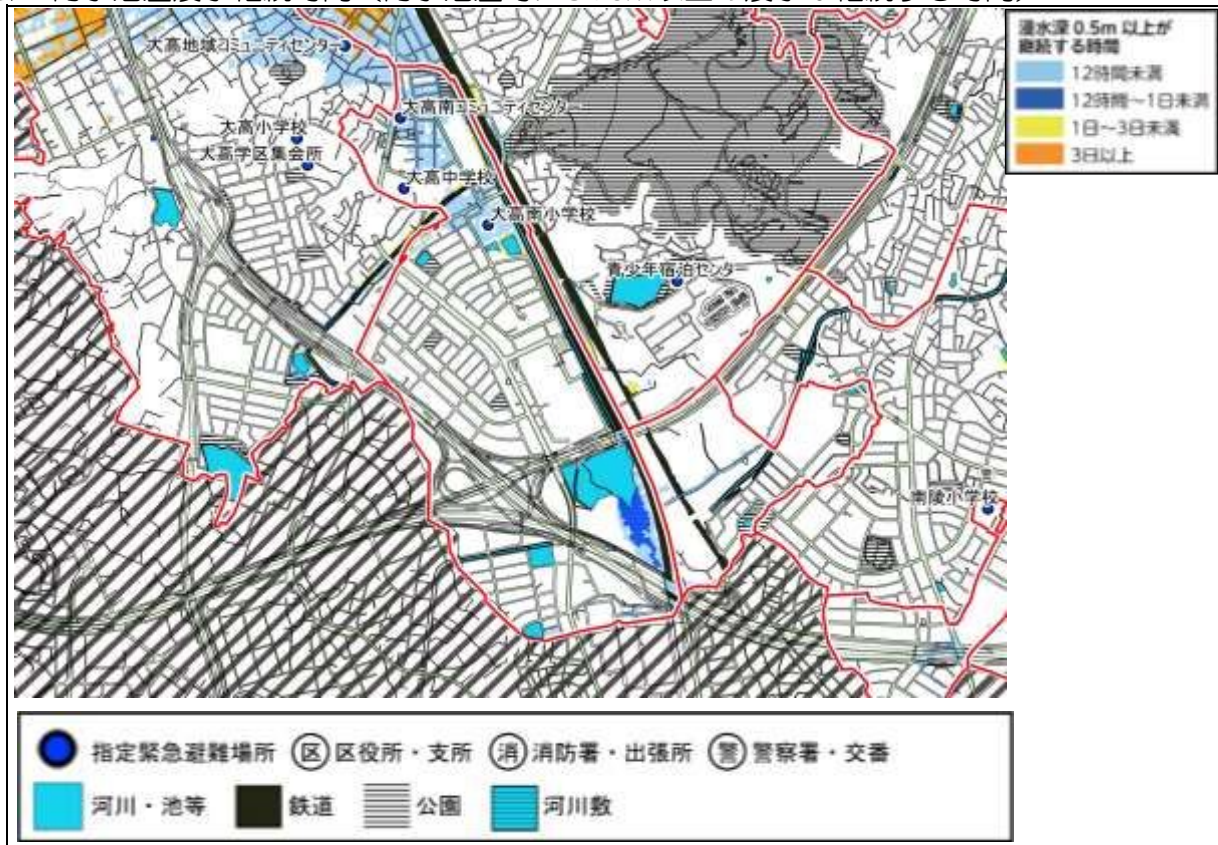 大高地域コミュニティセンター
大高南コミュニティセンター
大高小学校
大高学区集会所
大高中学校
大高南小学校
青少年宿泊センター
南陵小学校
浸水深 0.5m 以上が
継続する時間
12時間未満
12時間～1日未満
1日～3日未満
3日以上
指定緊急避難場所 区 区役所・支所 消 消防署・出張所 警 警察署・交番
河川・池等 鉄道 公園 河川敷